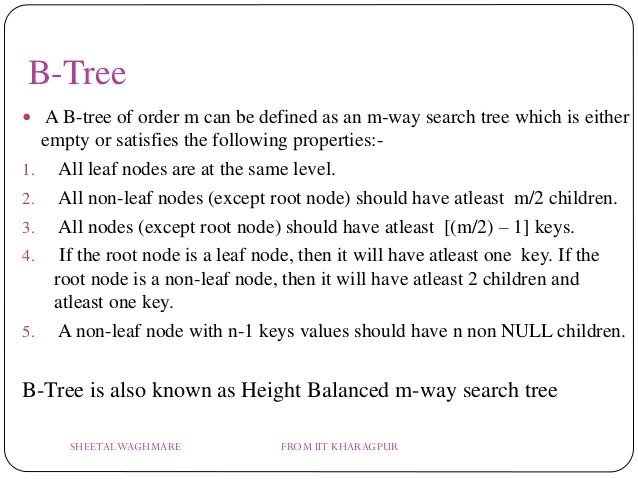 B-Tree
• A B-tree of order m can be defined as an m-way search tree which is either
empty or satisfies the following properties:-
1. All leaf nodes are at the same level.
2. All non-leaf nodes (except root node) should have atleast m/2 children.
3. All nodes (except root node) should have atleast [(m/2) – 1] keys.
4. If the root node is a leaf node, then it will have atleast one key. If the
root node is a non-leaf node, then it will have atleast 2 children and
atleast one key.
5. A non-leaf node with n-1 keys values should have n non NULL children.
B-Tree is also known as Height Balanced m-way search tree
SHEETAL WAGHMARE FROM IIT KHARAGPUR